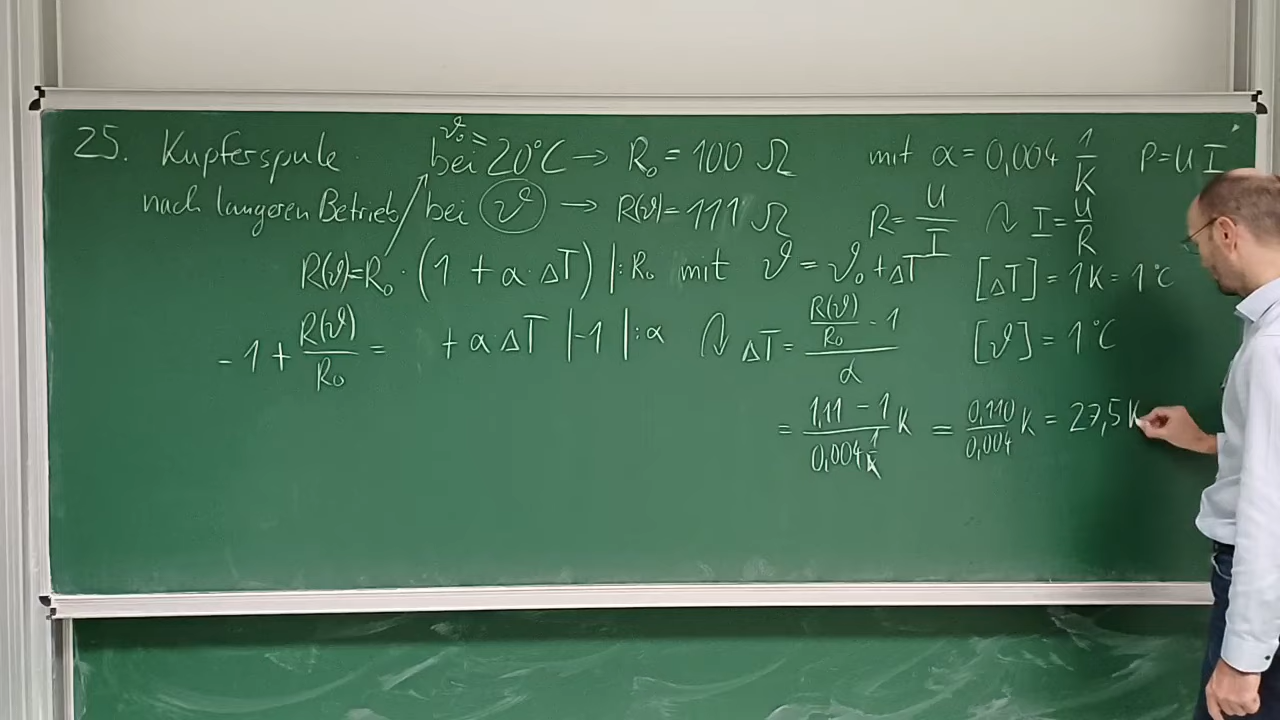 25. Kupferspule bei ϑ₀ = 20°C → R₀ = 100 Ω mit α = 0,004 1/K P = U I
nach längeren Betrieb / bei ϑ → R(ϑ) = 111 Ω R = U/I ↷ I = U/R
R(ϑ) = R₀ · (1 + α · ΔT) | : R₀ mit ϑ = ϑ₀ + ΔT [ΔT] = 1K = 1°C
-1 + R(ϑ)/R₀ = + α · ΔT | -1 | : α ↷ ΔT = (R(ϑ)/R₀ - 1)/α [ϑ] = 1°C
= (1,11 - 1)/(0,004 1/K) K = 0,110/0,004 K = 27,5 K